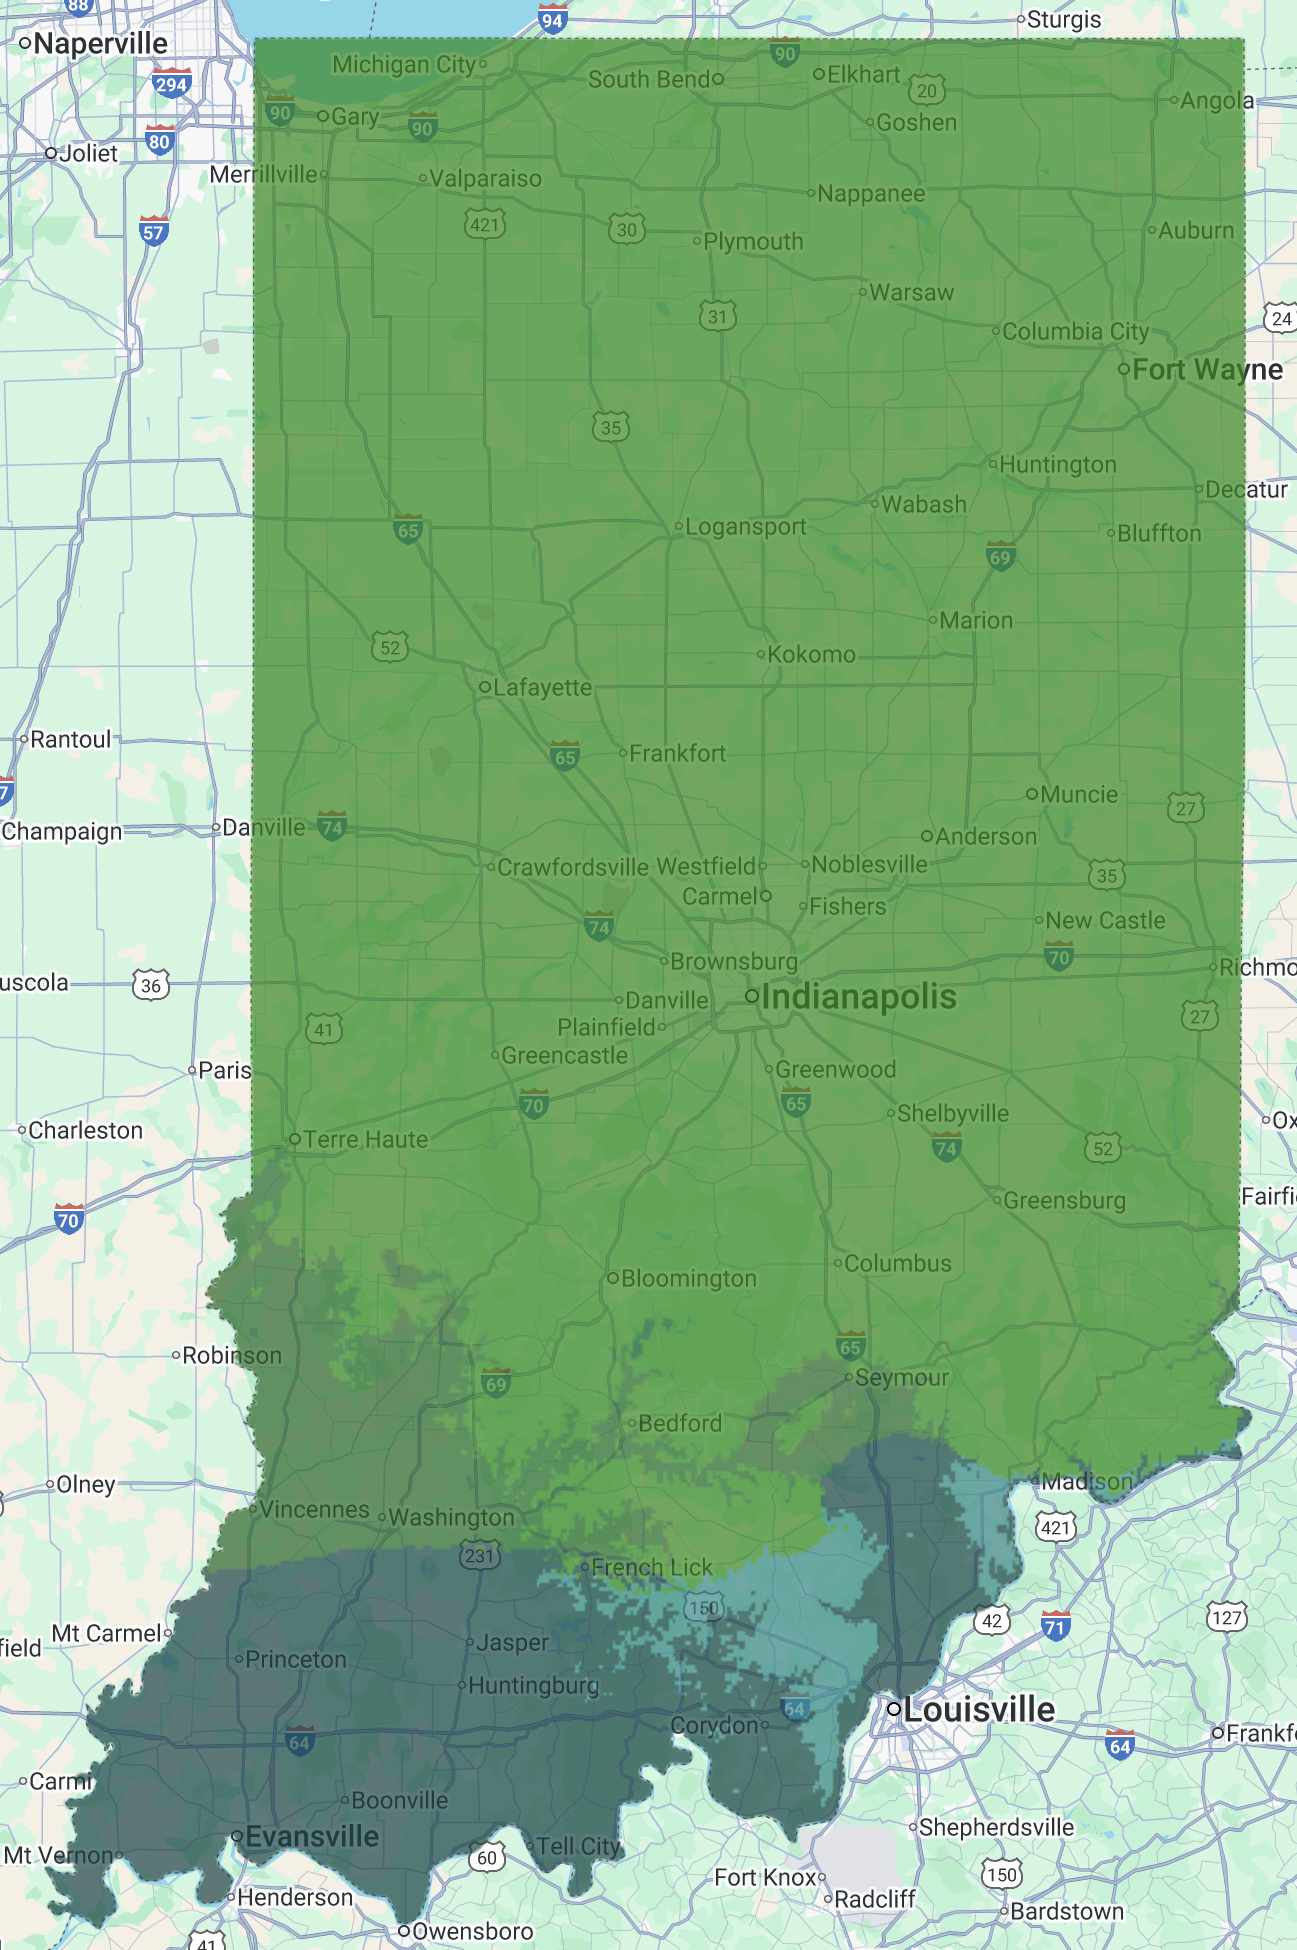 88
94
Sturgis
Naperville
Michigan City
90
South Bend
Elkhart
294
20
Angola
90
Gary
90
Goshen
80
Joliet
Merrillville
Valparaiso
Nappanee
57
421
30
Plymouth
Auburn
Warsaw
31
24
Columbia City
Fort Wayne
35
Huntington
Decatur
65
Logansport
Wabash
Bluffton
69
Marion
52
Kokomo
Lafayette
Rantoul
65
Frankfort
7
Muncie
27
Champaign
Danville
74
Anderson
Crawfordsville
Westfield
Noblesville
35
Carmel
Fishers
74
New Castle
70
Brownsburg
Richmo
uscola
36
Danville
Indianapolis
27
41
Plainfield
Greencastle
Paris
Greenwood
70
65
Shelbyville
Ox
Charleston
Terre Haute
74
52
Fairfi
70
Greensburg
Columbus
Bloomington
Robinson
65
69
Seymour
Bedford
Olney
Madison
Vincennes
Washington
421
231
French Lick
150
42
71
127
field
Mt Carmel
Jasper
Princeton
Huntingburg
64
Louisville
Corydon
64
64
Frankf
Carmi
Boonville
Evansville
Shepherdsville
Mt Vernon
60
Tell City
Fort Knox
150
Henderson
Radcliff
Bardstown
41
Owensboro